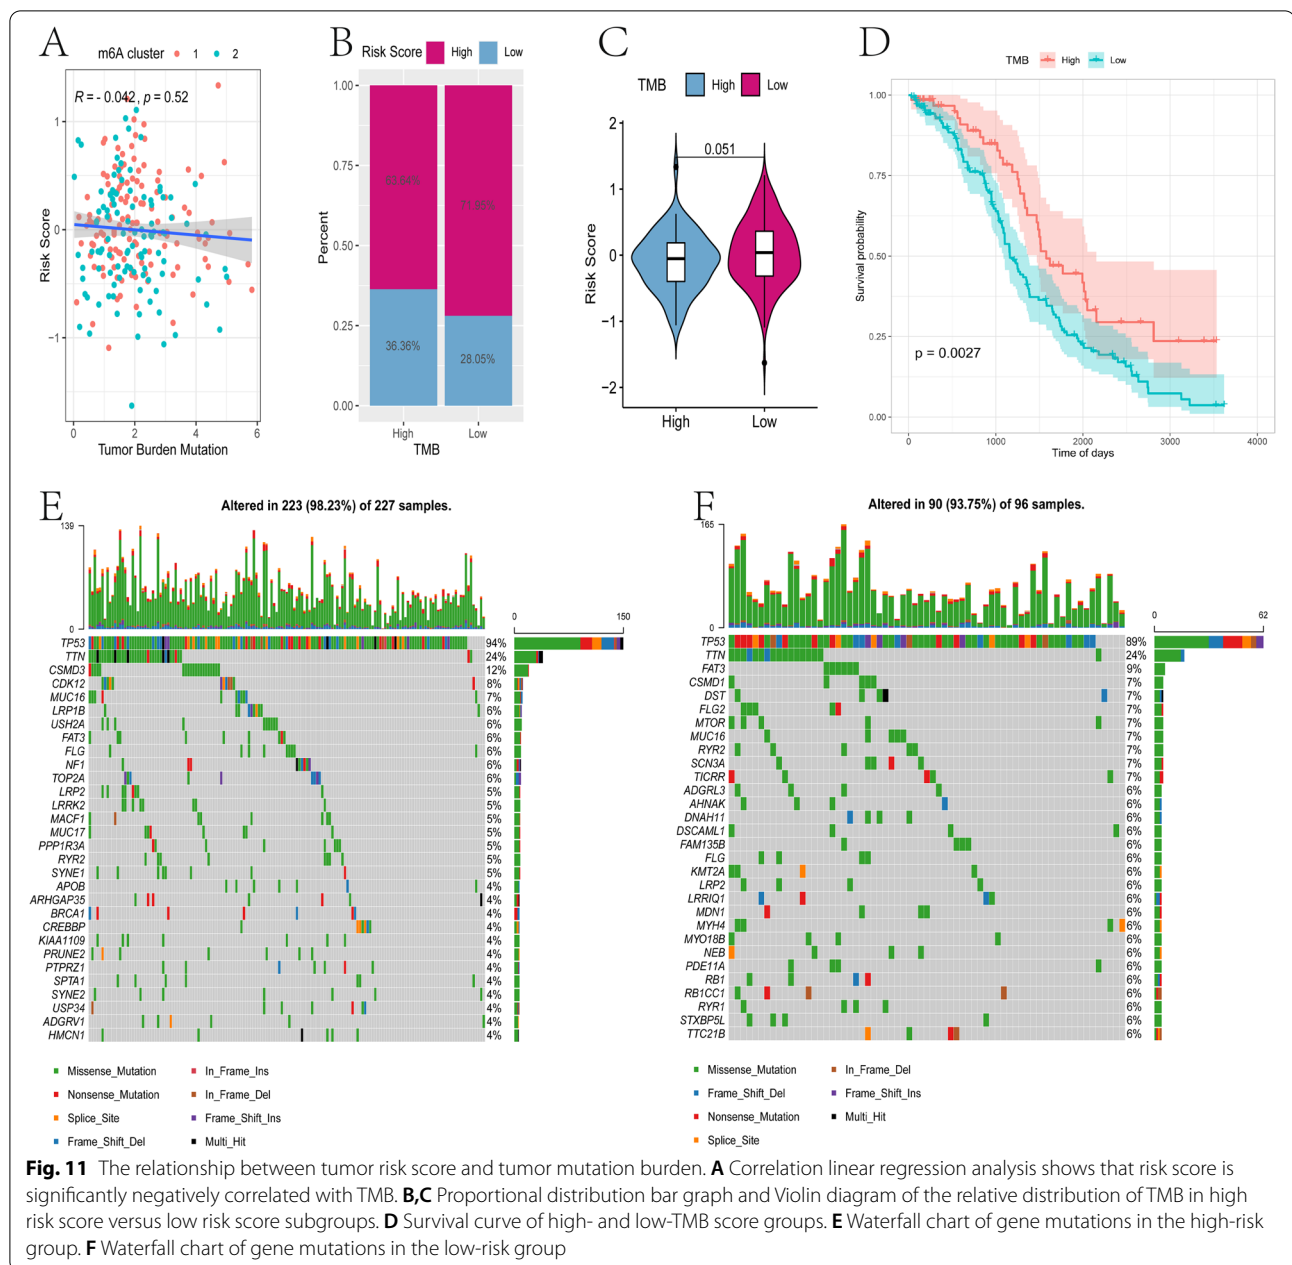 A
m6A cluster 1 2
R = - 0.042, p = 0.52
Risk Score
1
0
−1
0 2 4 6
Tumor Burden Mutation
B
Risk Score High Low
Percent
1.00
0.75
0.50
0.25
0.00
63.64%
71.95%
36.36%
28.05%
High Low
TMB
C
TMB High Low
Risk Score
2
1
0
−1
−2
0.051
High Low
D
TMB High Low
Survival probability
1.00
0.75
0.50
0.25
0.00
p = 0.0027
0 1000 2000 3000 4000
Time of days
E
Altered in 223 (98.23%) of 227 samples.
139
0
0 150
TP53 94%
TTN 24%
CSMD3 12%
CDK12 8%
MUC16 7%
LRP1B 6%
USH2A 6%
FAT3 6%
FLG 6%
NF1 6%
TOP2A 6%
LRP2 5%
LRRK2 5%
MACF1 5%
MUC17 5%
PPP1R3A 5%
RYR2 5%
SYNE1 5%
APOB 4%
ARHGAP35 4%
BRCA1 4%
CREBBP 4%
KIAA1109 4%
PRUNE2 4%
PTPRZ1 4%
SPTA1 4%
SYNE2 4%
USP34 4%
ADGRV1 4%
HMCN1 4%
Missense_Mutation In_Frame_Ins
Nonsense_Mutation In_Frame_Del
Splice_Site Frame_Shift_Ins
Frame_Shift_Del Multi_Hit
F
Altered in 90 (93.75%) of 96 samples.
165
0
0 62
TP53 89%
TTN 24%
FAT3 9%
CSMD1 7%
DST 7%
FLG2 7%
MTOR 7%
MUC16 7%
RYR2 7%
SCN3A 7%
TICRR 7%
ADGRL3 6%
AHNAK 6%
DNAH11 6%
DSCAML1 6%
FAM135B 6%
FLG 6%
KMT2A 6%
LRP2 6%
LRRIQ1 6%
MDN1 6%
MYH4 6%
MYO18B 6%
NEB 6%
PDE11A 6%
RB1 6%
RB1CC1 6%
RYR1 6%
STXBP5L 6%
TTC21B 6%
Missense_Mutation In_Frame_Del
Frame_Shift_Del Frame_Shift_Ins
Nonsense_Mutation Multi_Hit
Splice_Site
Fig. 11 The relationship between tumor risk score and tumor mutation burden. A Correlation linear regression analysis shows that risk score is
significantly negatively correlated with TMB. B,C Proportional distribution bar graph and Violin diagram of the relative distribution of TMB in high
risk score versus low risk score subgroups. D Survival curve of high- and low-TMB score groups. E Waterfall chart of gene mutations in the high-risk
group. F Waterfall chart of gene mutations in the low-risk group